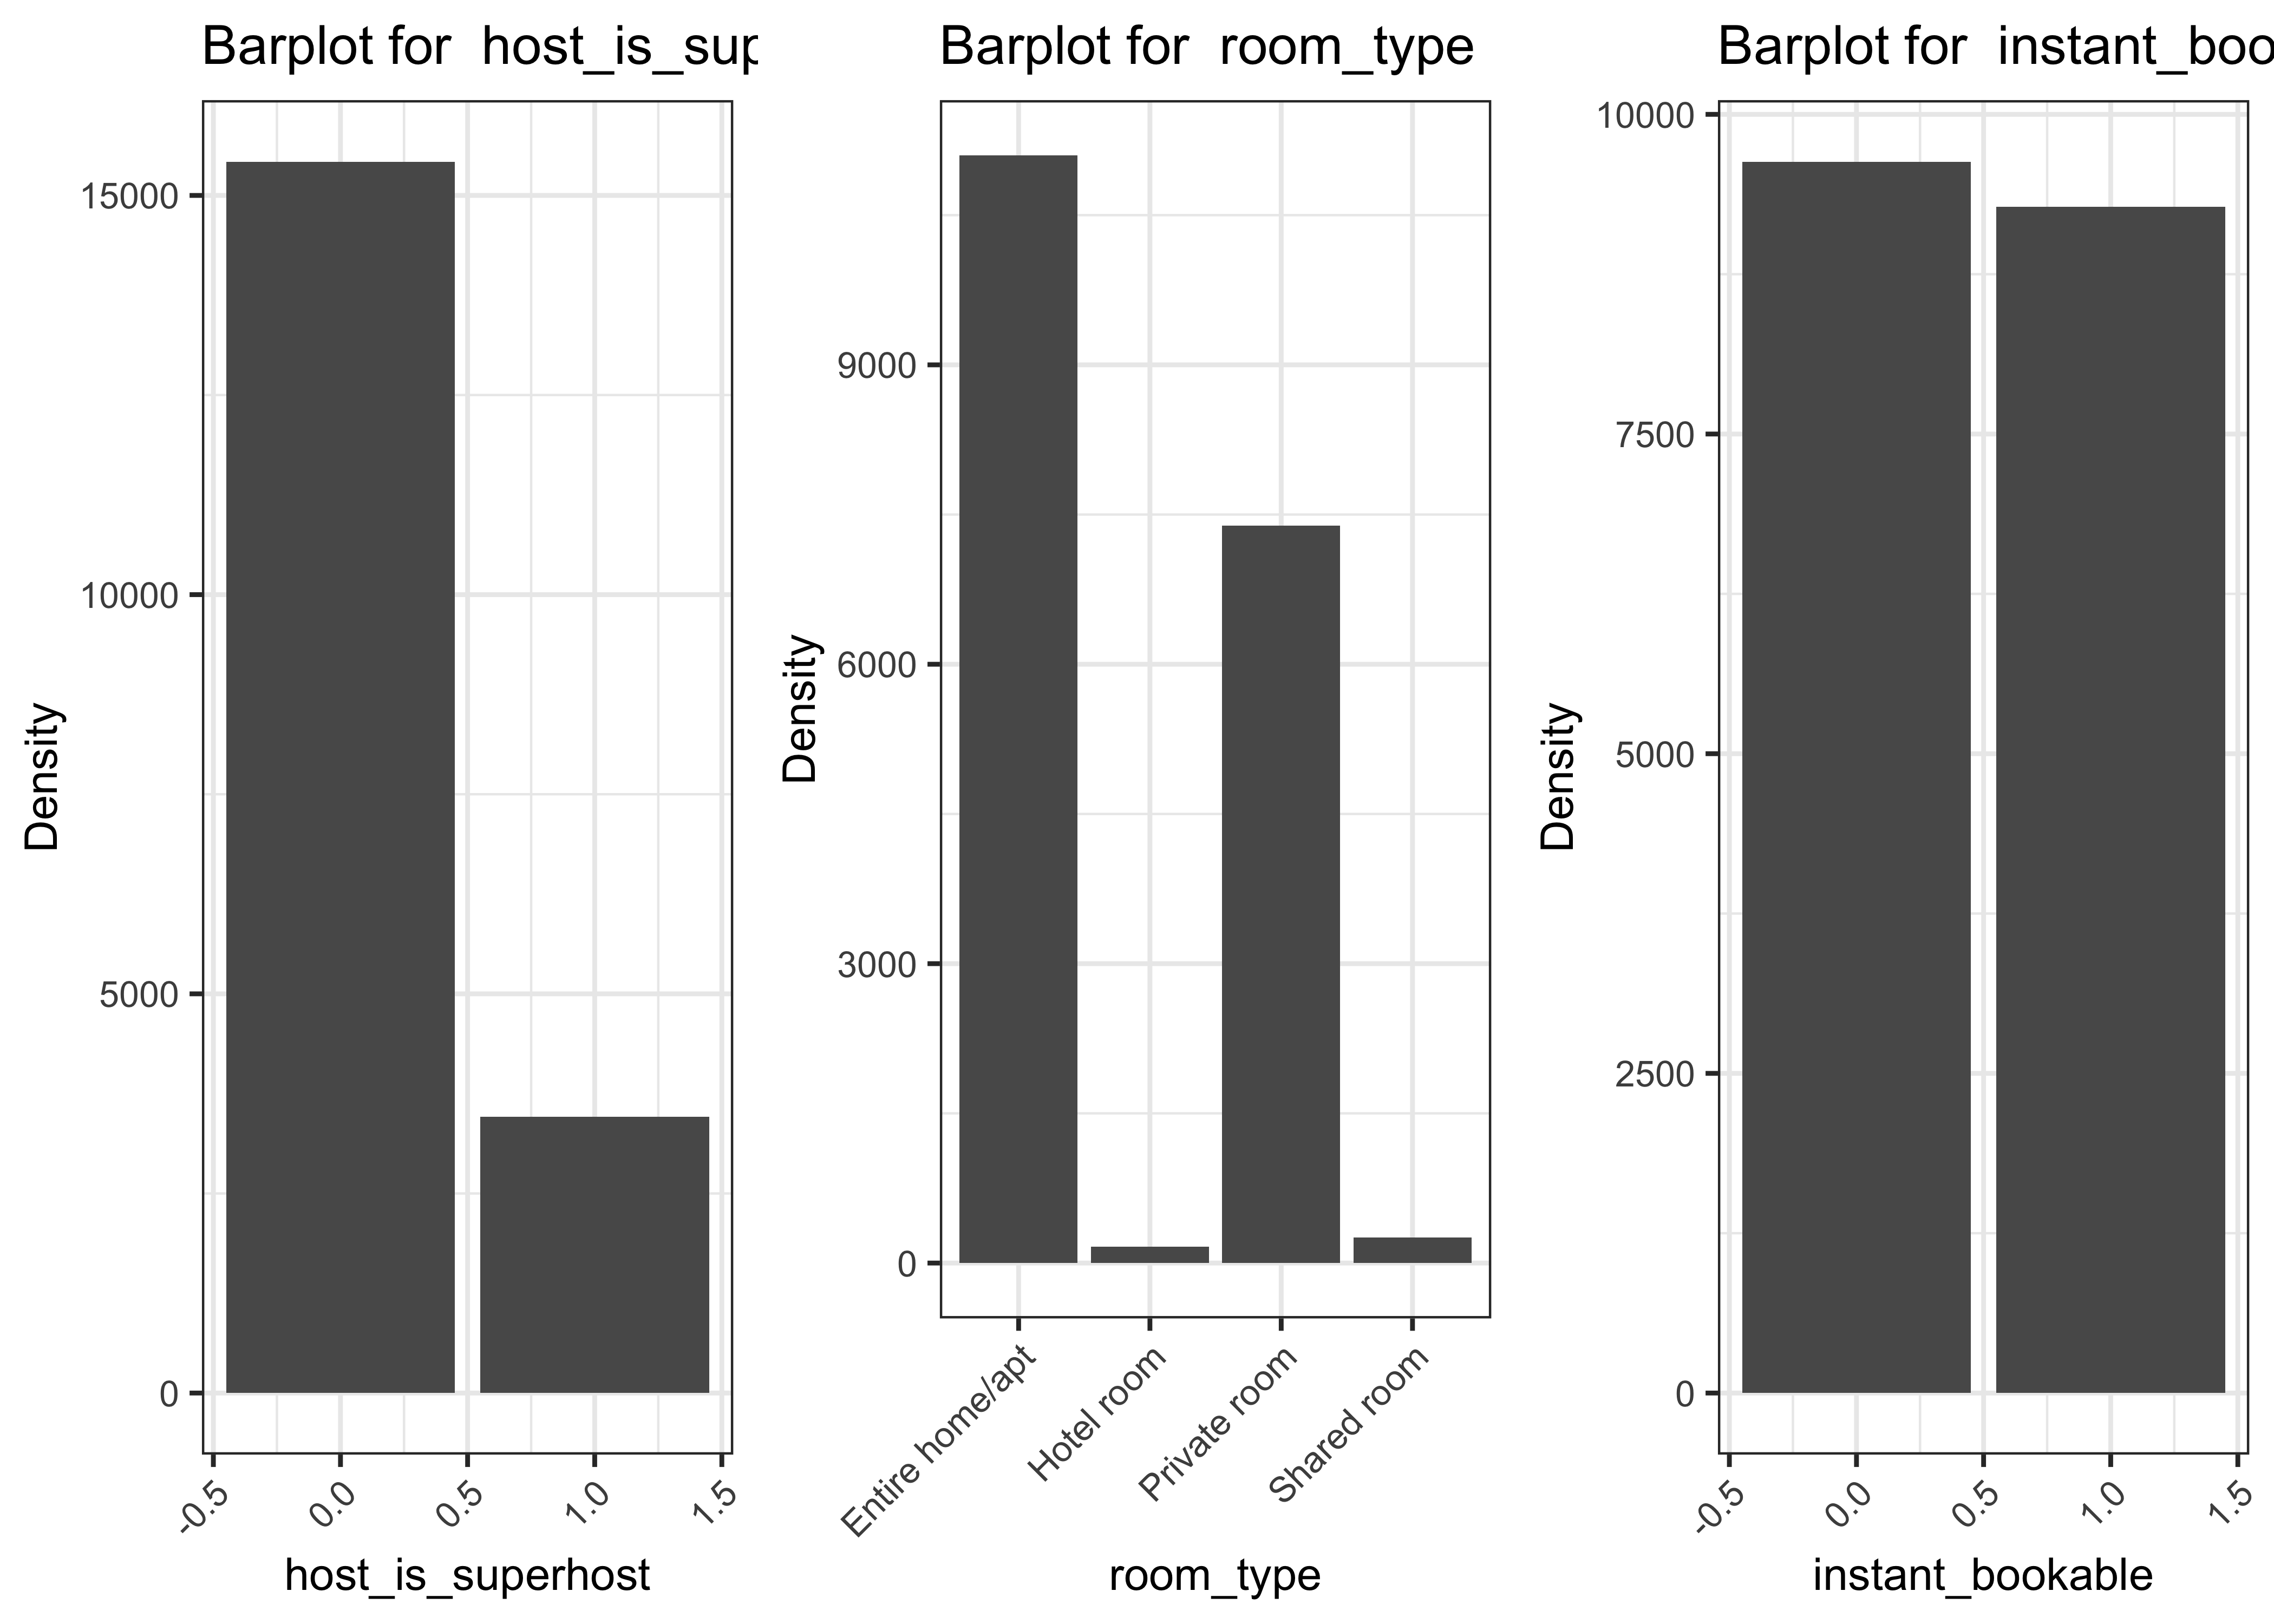 Barplot for host_is_sup
Density
15000
10000
5000
0
-0.5
0.0
0.5
1.0
1.5
host_is_superhost
Barplot for room_type
Density
9000
6000
3000
0
Entire home/apt
Hotel room
Private room
Shared room
room_type
Barplot for instant_boo
Density
10000
7500
5000
2500
0
-0.5
0.0
0.5
1.0
1.5
instant_bookable